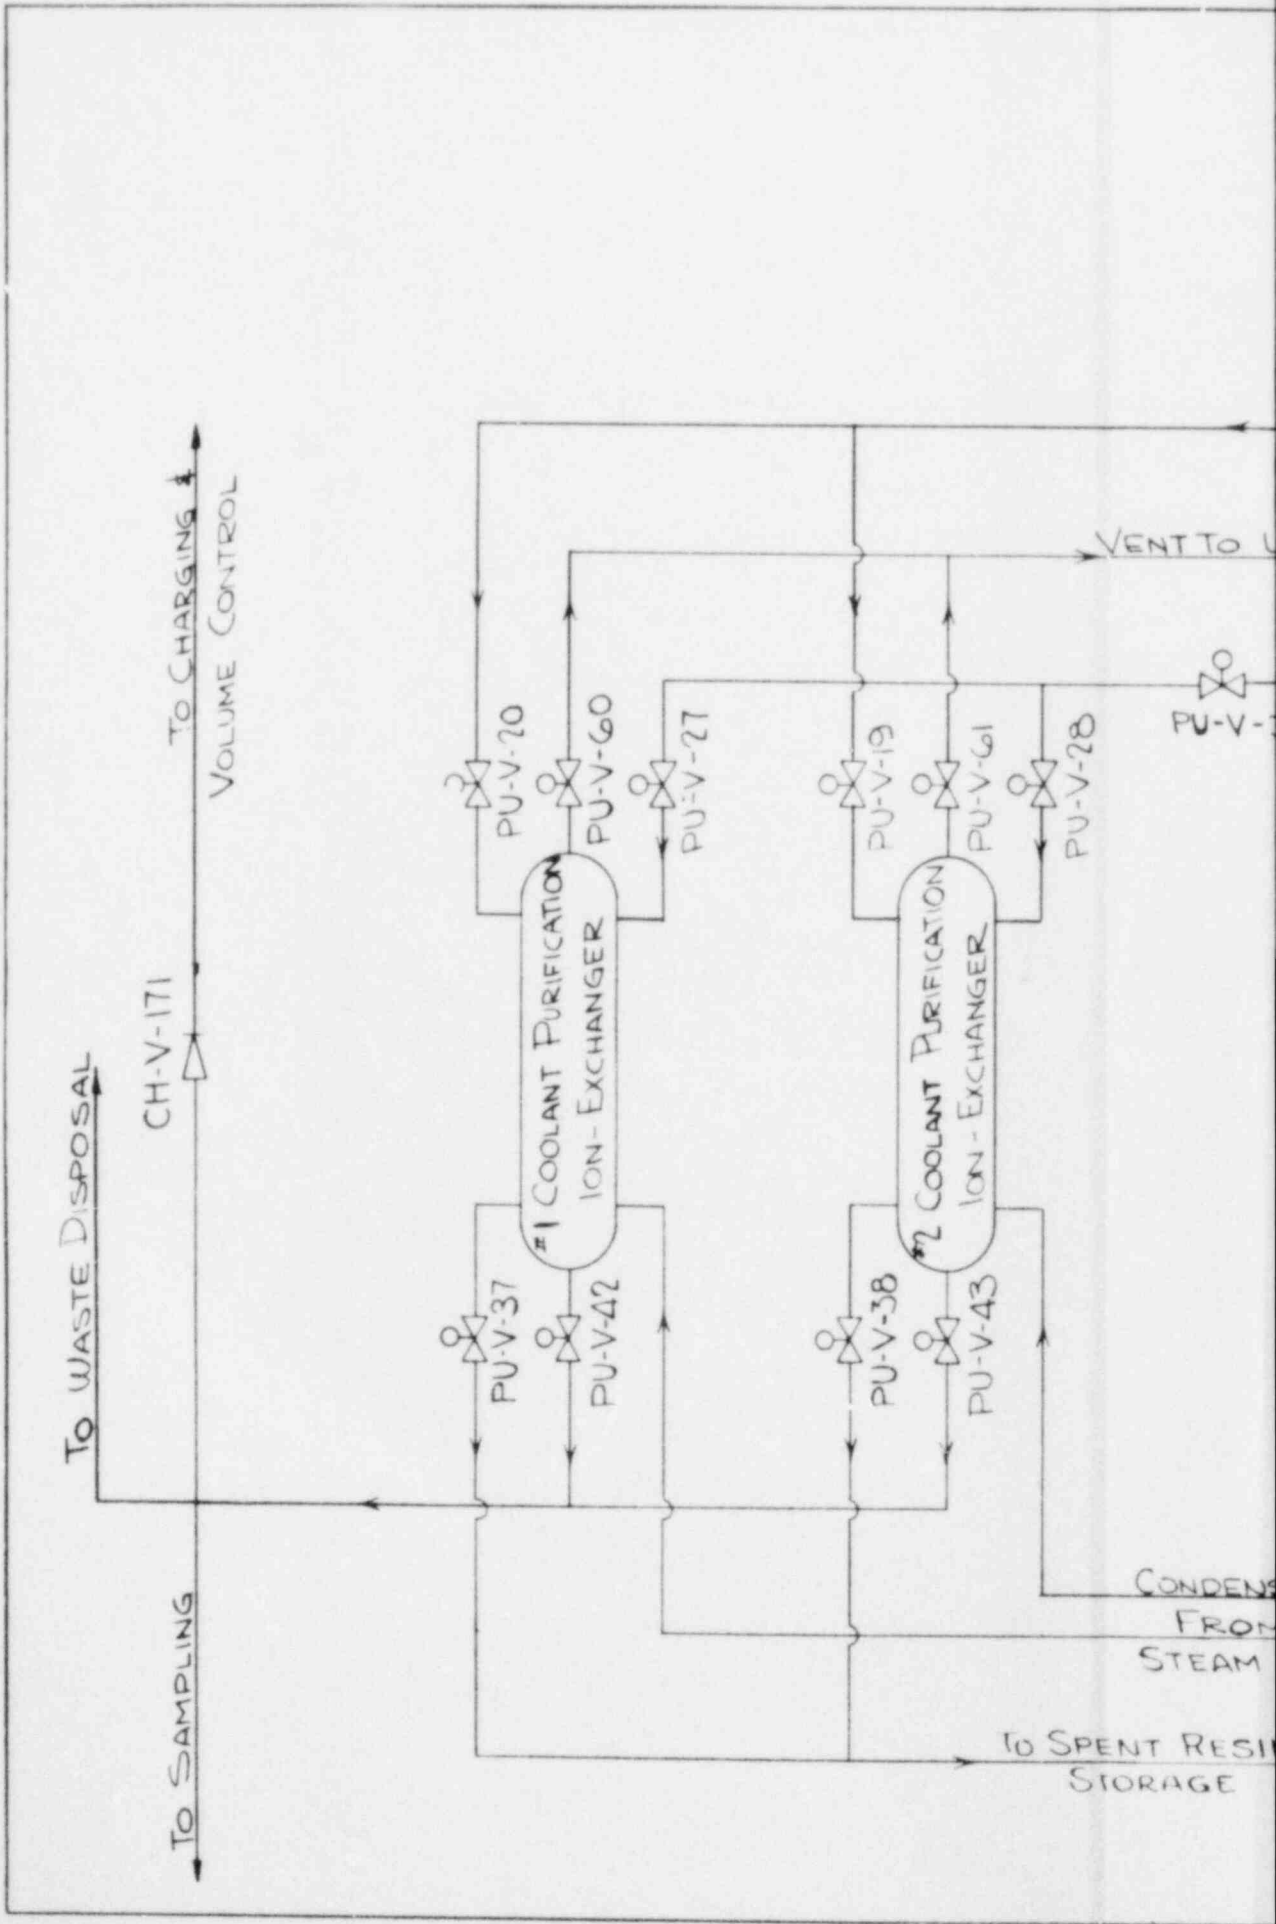 To WASTE DISPOSAL
CH-V-171
TO CHARGING &
VOLUME CONTROL
TO SAMPLING
PU-V-20
PU-V-60
PU-V-27
PU-V-19
PU-V-61
PU-V-28
VENT TO
PU-V-
#1 COOLANT PURIFICATION
ION-EXCHANGER
#2 COOLANT PURIFICATION
ION-EXCHANGER
PU-V-37
PU-V-42
PU-V-38
PU-V-43
CONDENS
FROM
STEAM
TO SPENT RESI
STORAGE